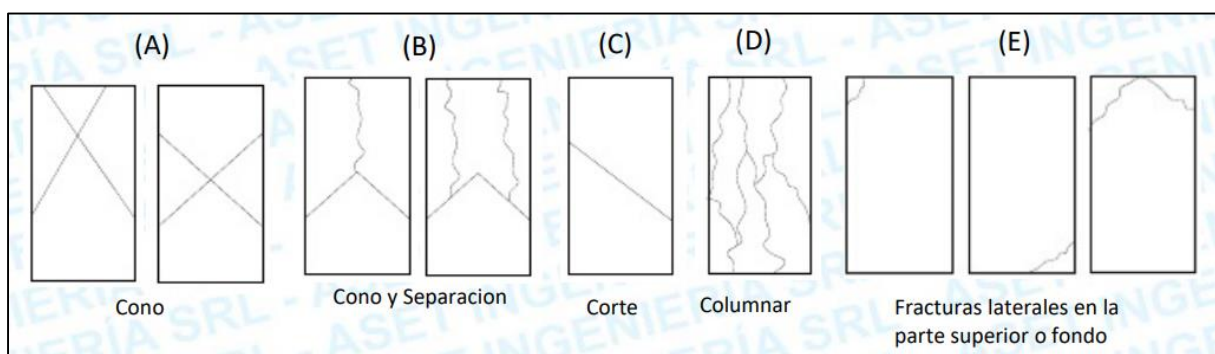 (A)
(B)
(C)
(D)
(E)
Cono
Cono y Separacion
Corte
Columnar
Fracturas laterales en la
parte superior o fondo